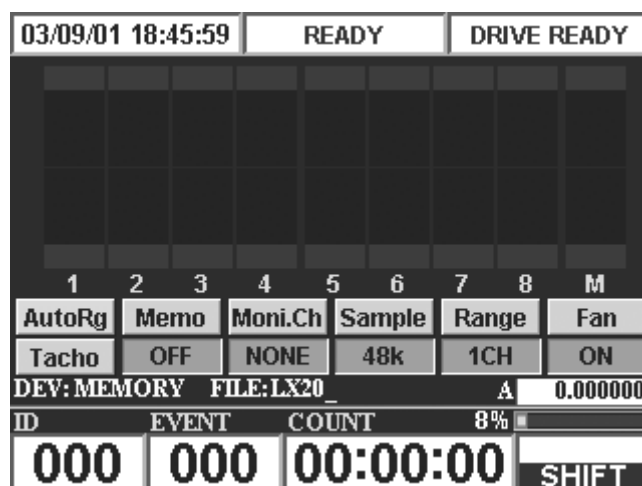 03/09/01 18:45:59 READY DRIVE READY
1 2 3 4 5 6 7 8 M
AutoRg Memo Moni.Ch Sample Range Fan
Tacho OFF NONE 48k 1CH ON
DEV:MEMORY FILE:LX20_ A 0.000000
ID EVENT COUNT 8%
000 000 00:00:00 SHIFT